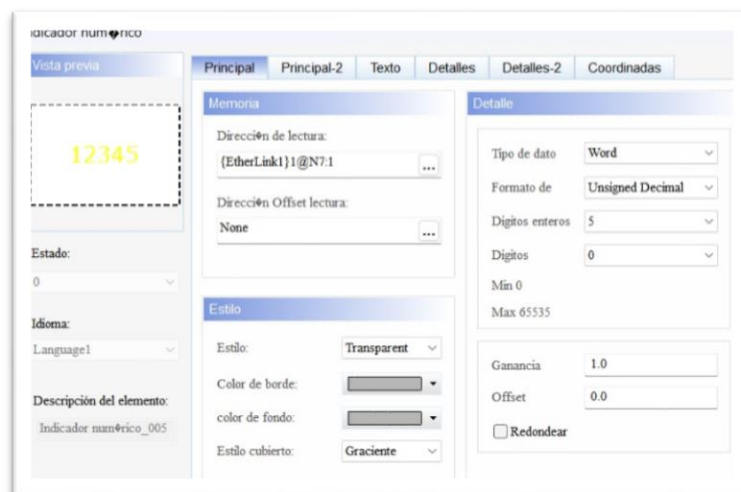 Indicador num�rico
Vista previa
12345
Estado:
0
Idioma:
Language1
Descripción del elemento:
Indicador num�rico_005
Principal
Principal-2
Texto
Detalles
Detalles-2
Coordinadas
Memoria
Direcci�n de lectura:
{EtherLink1}1@N7:1
...
Direcci�n Offset lectura:
None
...
Estilo
Estilo:
Transparent
Color de borde:
color de fondo:
Estilo cubierto:
Graciente
Detalle
Tipo de dato
Word
Formato de
Unsigned Decimal
Digitos enteros
5
Digitos
0
Min 0
Max 65535
Ganancia
1.0
Offset
0.0
Redondear